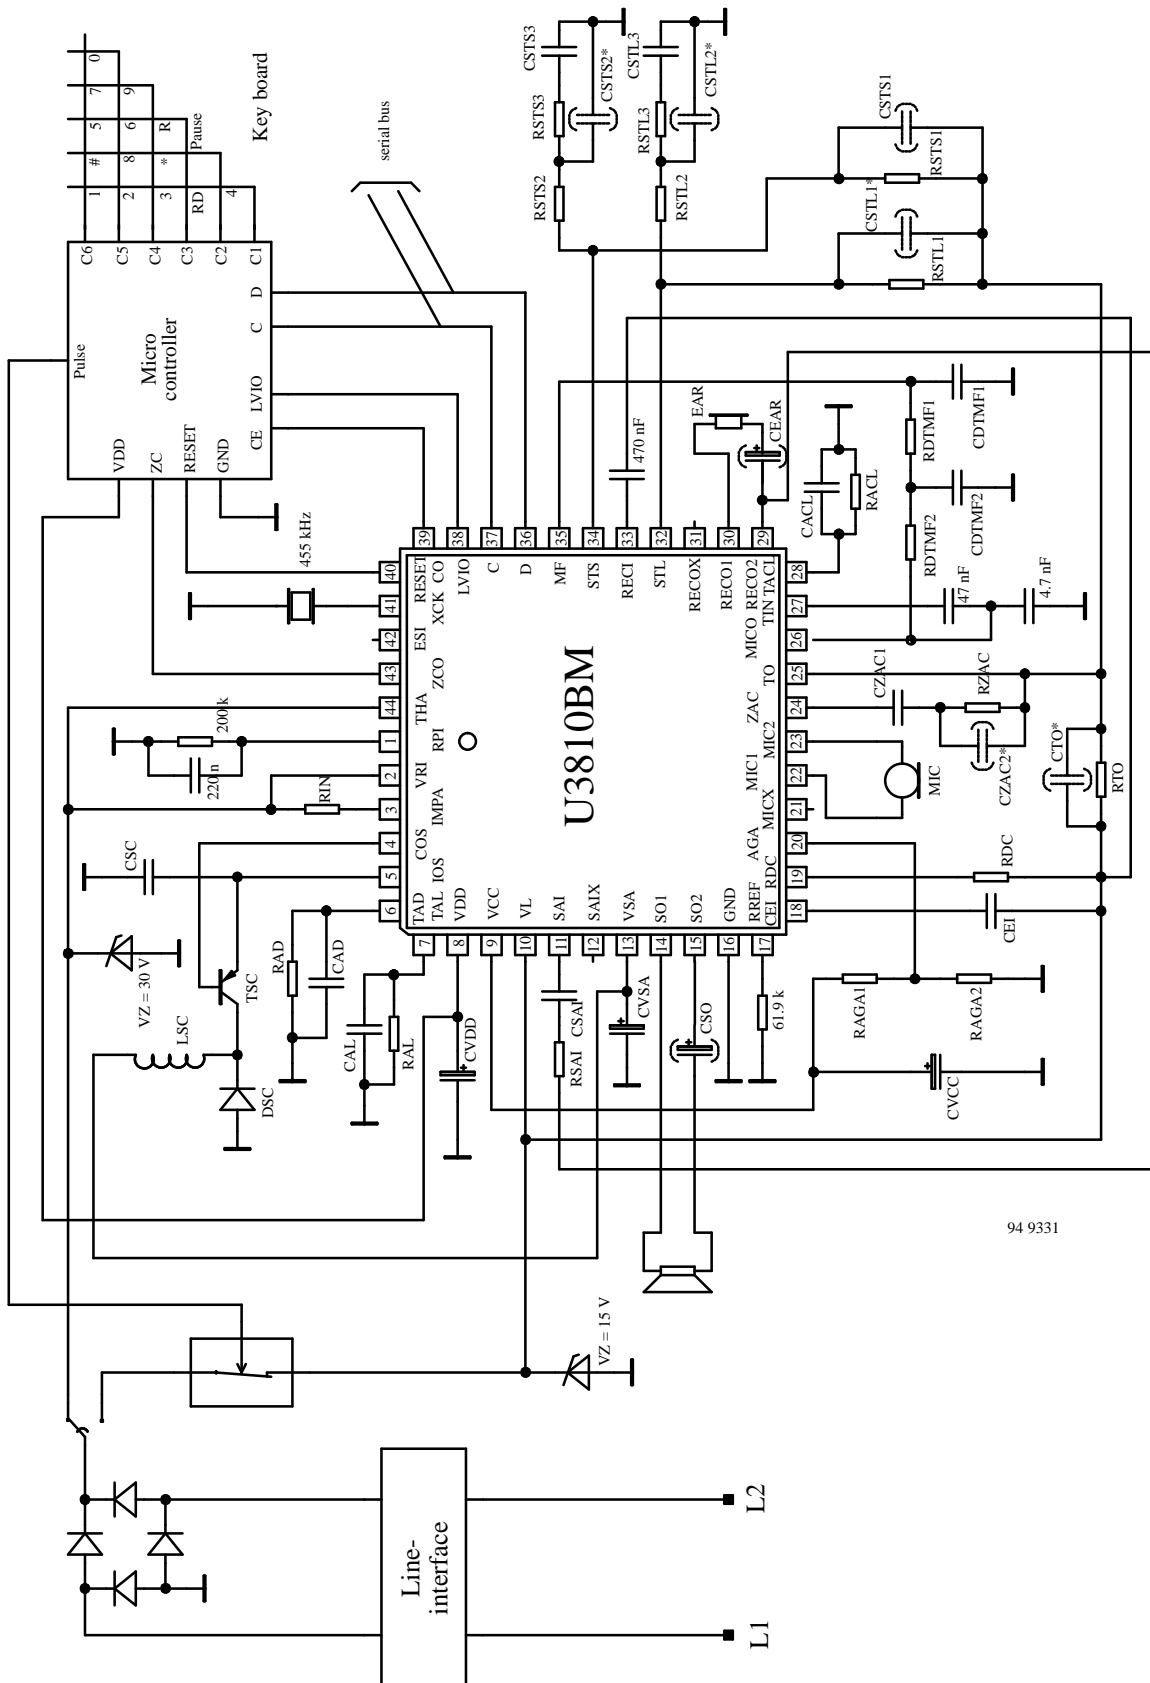 0
7
9
5
6
R
#
8
*
Pause
1
2
3
RD
4
Key board
C6
C5
C4
C3
C2
C1
Pulse
Micro
controller
VDD
ZC
RESET
GND
CE
LVIO
C
D
serial bus
CSTS3
CSTS2*
RSTS3
RSTS2
CSTL3
CSTL2*
RSTL3
RSTL2
CSTS1
RSTS1
CSTL1*
RSTL1
455 kHz
EAR
CEAR
470 nF
CACL
RACL
RDTMF1
CDTMF1
RDTMF2
CDTMF2
47 nF
4.7 nF
39
38
37
36
35
34
33
32
31
30
29
RESET
CO
LVIO
C
D
MF
STS
RECI
STL
RECOX
RECO1
RECO2
TACL
40
41
42
43
44
1
2
3
4
5
6
XCK
ESI
ZCO
THA
RPI
VRI
IMPA
COS
IOS
TAD
28
27
26
25
24
23
22
21
20
19
18
TIN
MICO
TO
ZAC
MIC2
MIC1
MICX
AGA
RDC
CEI
U3810BM
7
8
9
10
11
12
13
14
15
16
17
TAL
VDD
VCC
VL
SAI
SAIX
VSA
SO1
SO2
GND
RREF
200 k
220 n
RIN
CSC
VZ = 30 V
TSC
LSC
DSC
RAD
CAD
CAL
RAL
CVDD
CSAI
RSAI
CVSA
CSO
61.9 k
CZAC1
RZAC
CZAC2*
MIC
CTO*
RTO
RDC
CEI
RAGA1
RAGA2
CVCC
VZ = 15 V
94 9331
Line-
interface
L2
L1